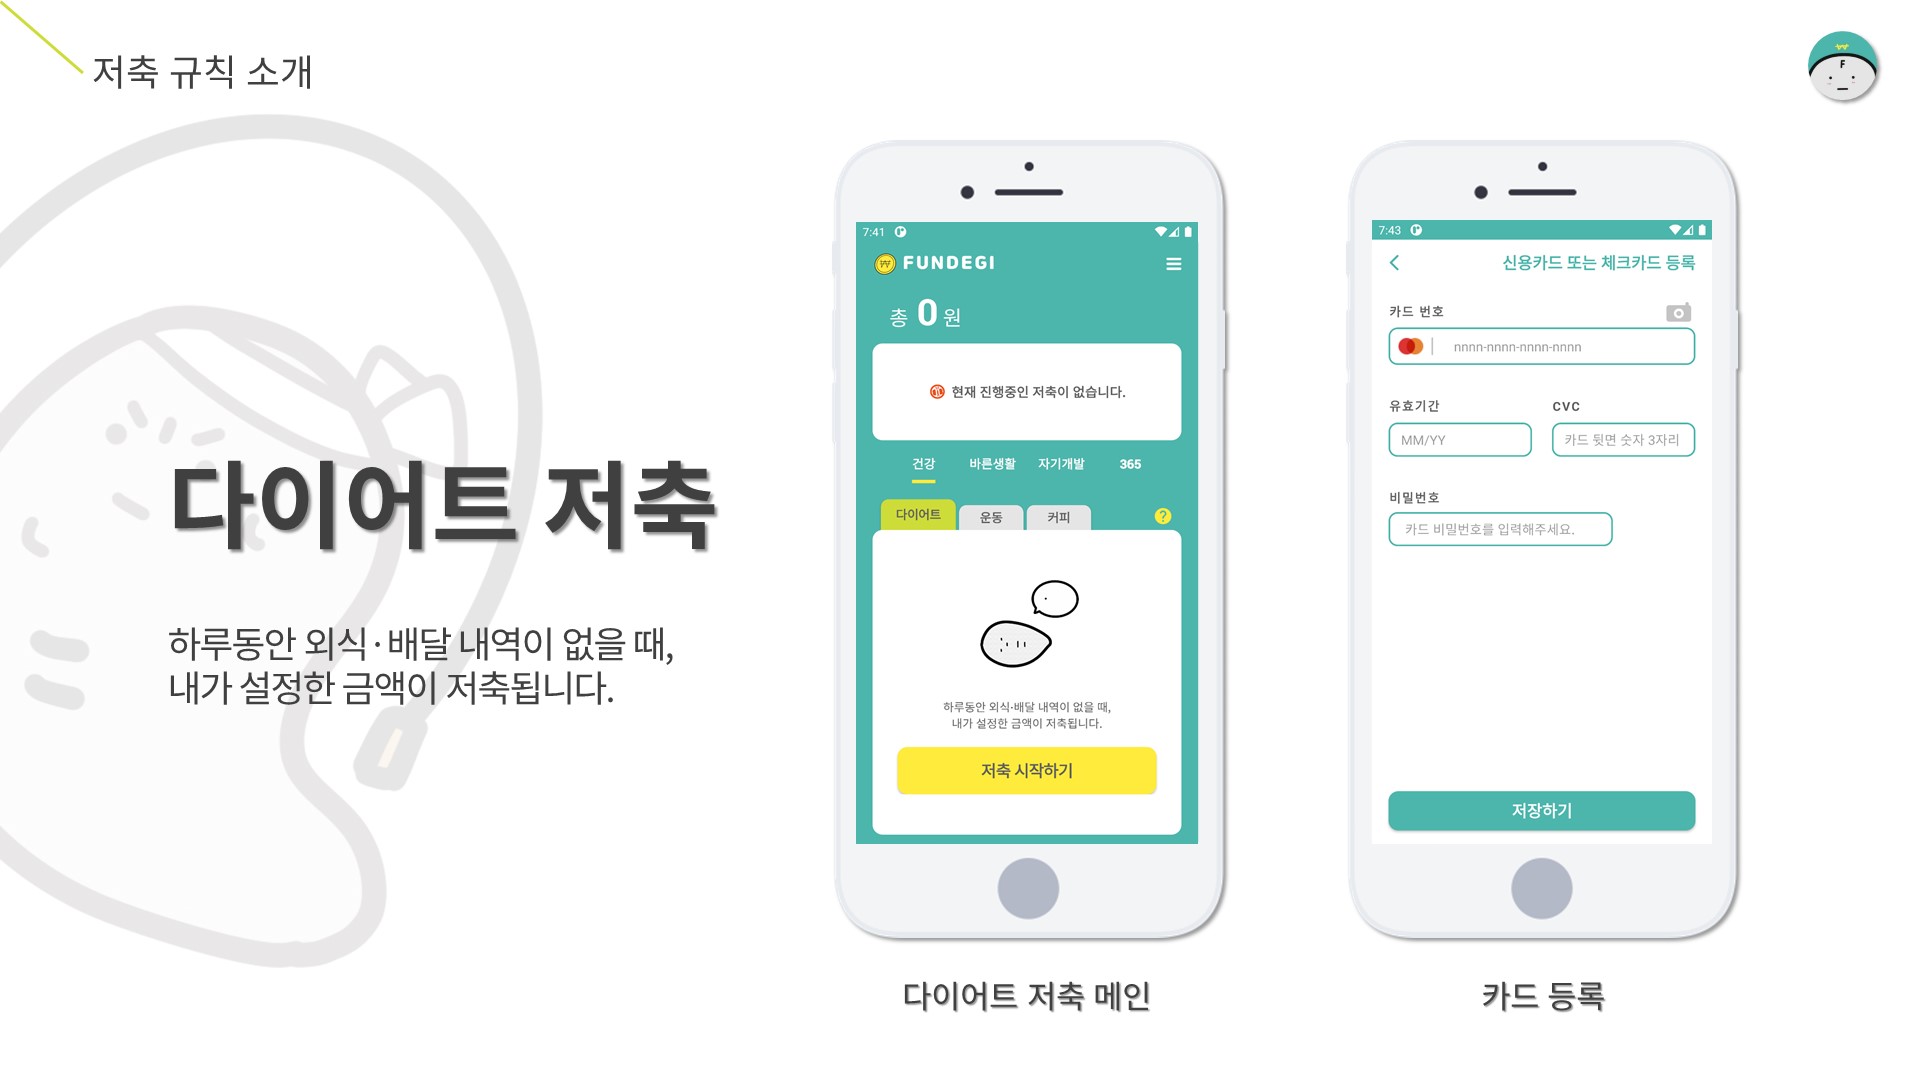 저축 규칙 소개
F
다이어트 저축
하루동안 외식·배달 내역이 없을 때,
내가 설정한 금액이 저축됩니다.
7:41
₩ FUNDEGI
총 0 원
현재 진행중인 저축이 없습니다.
건강 바른생활 자기개발 365
다이어트 운동 커피 ?
하루동안 외식·배달 내역이 없을 때,
내가 설정한 금액이 저축됩니다.
저축 시작하기
다이어트 저축 메인
7:43
신용카드 또는 체크카드 등록
카드 번호
nnnn-nnnn-nnnn-nnnn
유효기간 CVC
MM/YY 카드 뒷면 숫자 3자리
비밀번호
카드 비밀번호를 입력해주세요.
저장하기
카드 등록